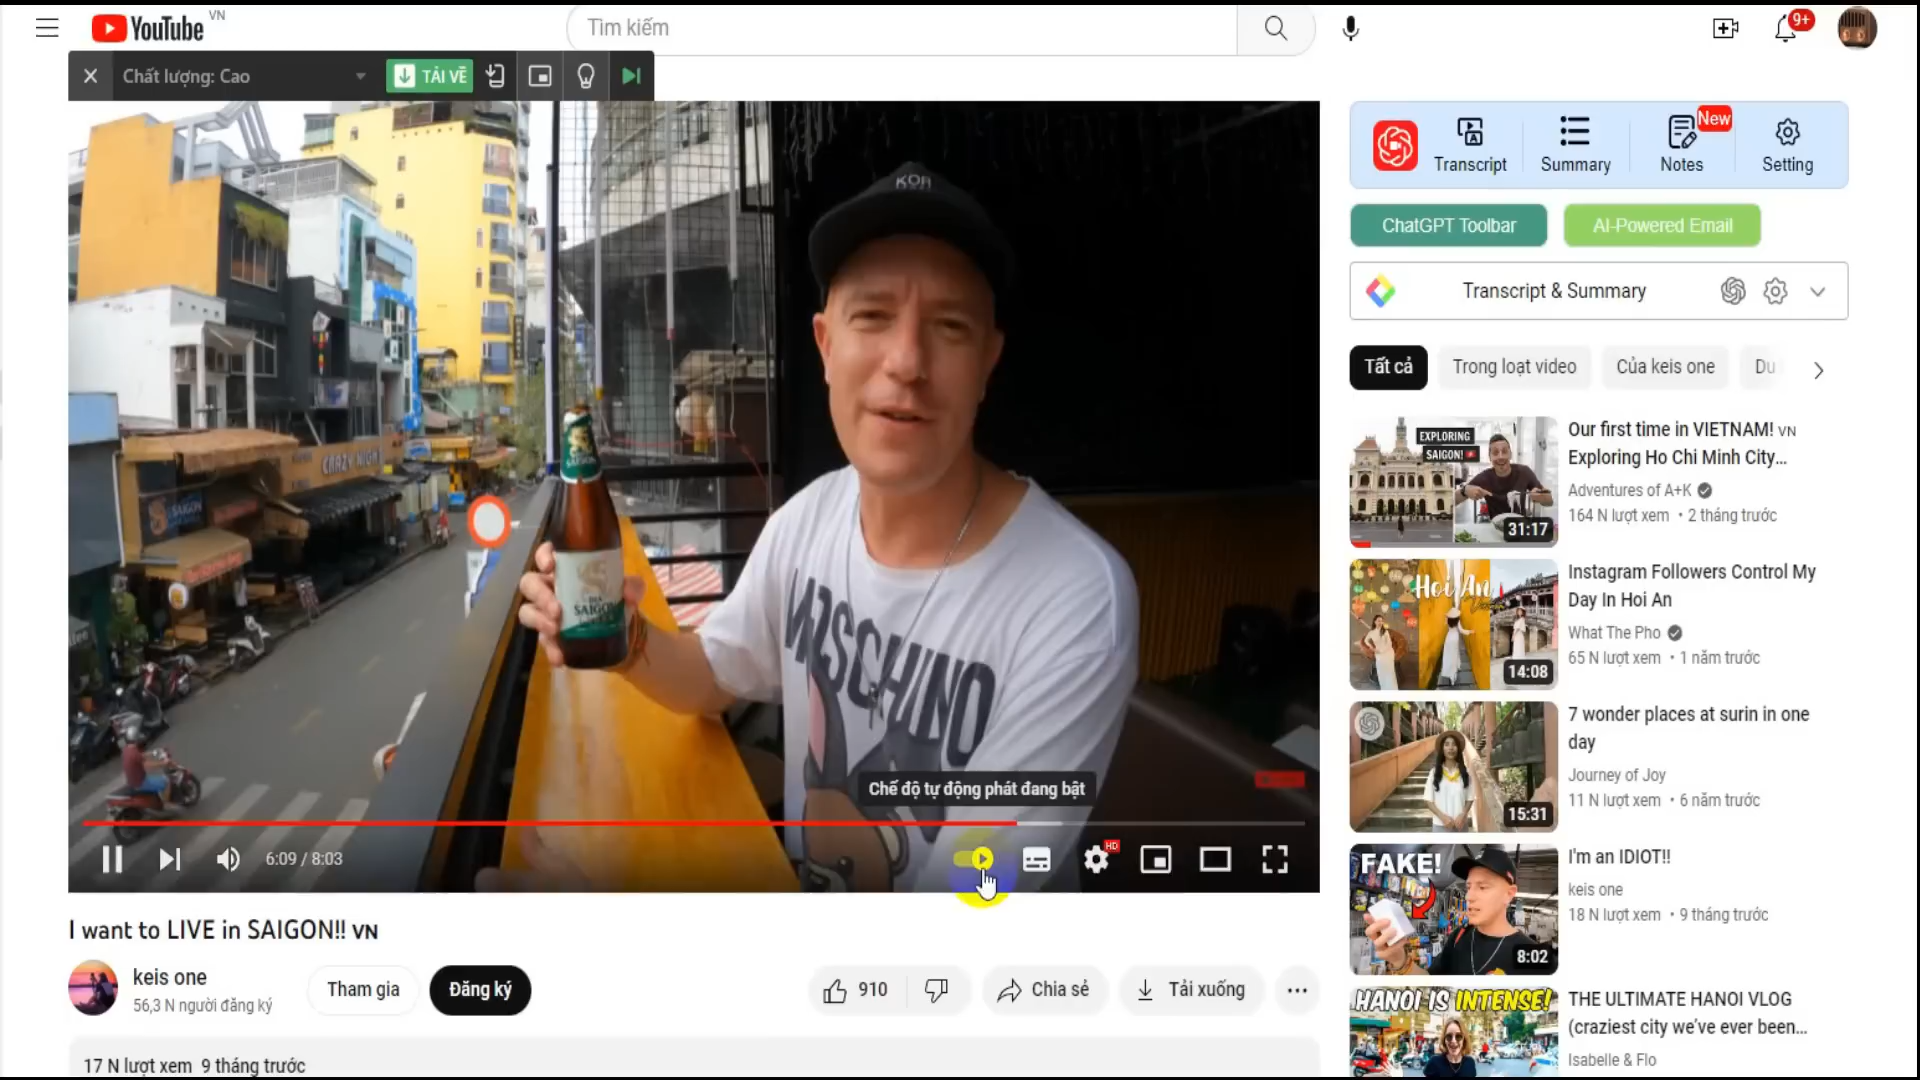 YouTube VN
Tìm kiếm
9+
Chất lượng: Cao
TẢI VỀ
KOA
CRAZY NIGHT
SAIGON
SAIGON
MOSCHINO
Chế độ tự động phát đang bật
6:09 / 8:03
HD
I want to LIVE in SAIGON!! VN
keis one
56,3 N người đăng ký
Tham gia
Đăng ký
910
Chia sẻ
Tải xuống
17 N lượt xem 9 tháng trước
Transcript
Summary
New
Notes
Setting
ChatGPT Toolbar
AI-Powered Email
Transcript & Summary
Tất cả
Trong loạt video
Của keis one
Du
EXPLORING
SAIGON!
31:17
Our first time in VIETNAM! VN
Exploring Ho Chi Minh City...
Adventures of A+K
164 N lượt xem • 2 tháng trước
Hoi An
14:08
Instagram Followers Control My
Day In Hoi An
What The Pho
65 N lượt xem • 1 năm trước
15:31
7 wonder places at surin in one
day
Journey of Joy
11 N lượt xem • 6 năm trước
FAKE!
8:02
I'm an IDIOT!!
keis one
18 N lượt xem • 9 tháng trước
HANOI IS INTENSE!
THE ULTIMATE HANOI VLOG
(craziest city we've ever been...
Isabelle & Flo